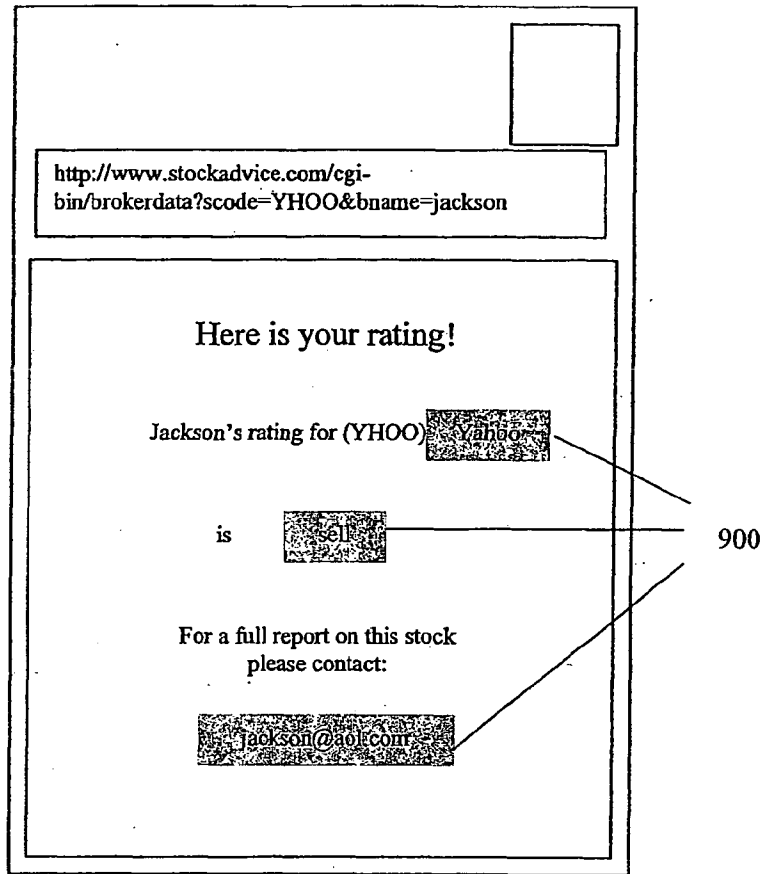 http://www.stockadvice.com/cgi-
bin/brokerdata?scode=YHOO&bname=jackson
Here is your rating!
Jackson's rating for (YHOO) Yahoo
is sell
900
For a full report on this stock
please contact:
jackson@aol.com